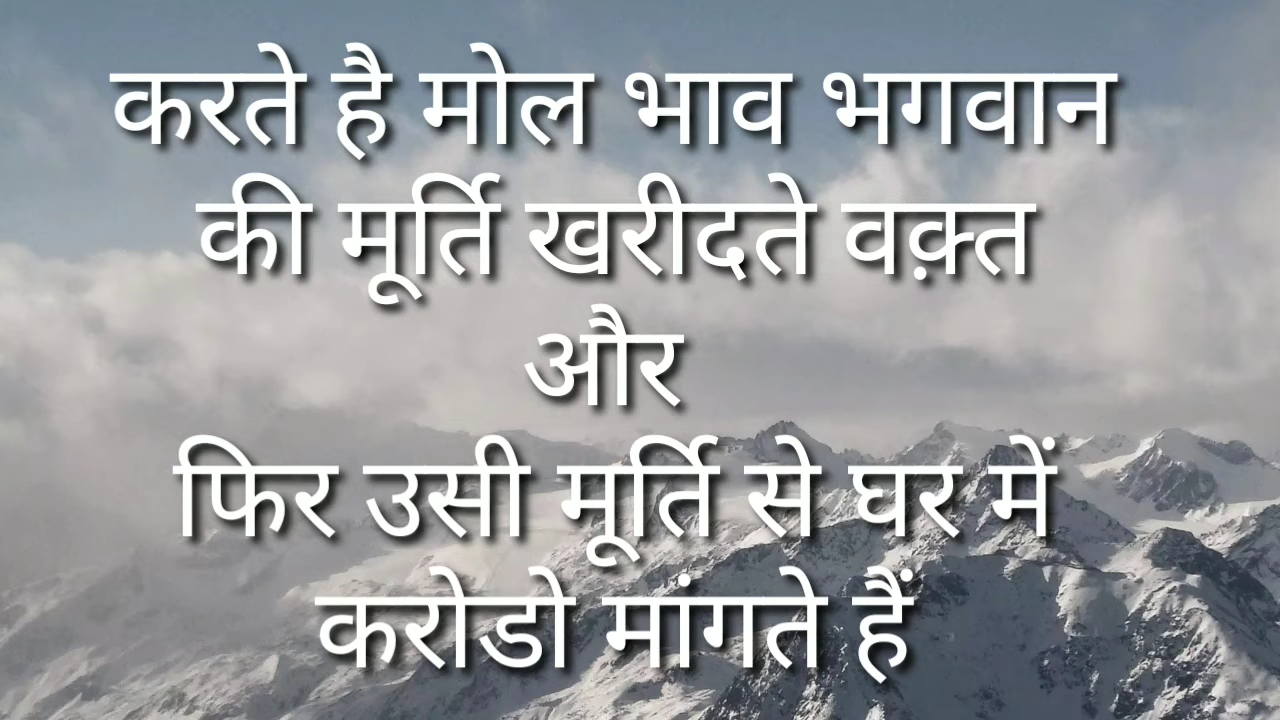 करते है मोल भाव भगवान
की मूर्ति खरीदते वक़्त
और
फिर उसी मूर्ति से घर में
करोडो मांगते हैं